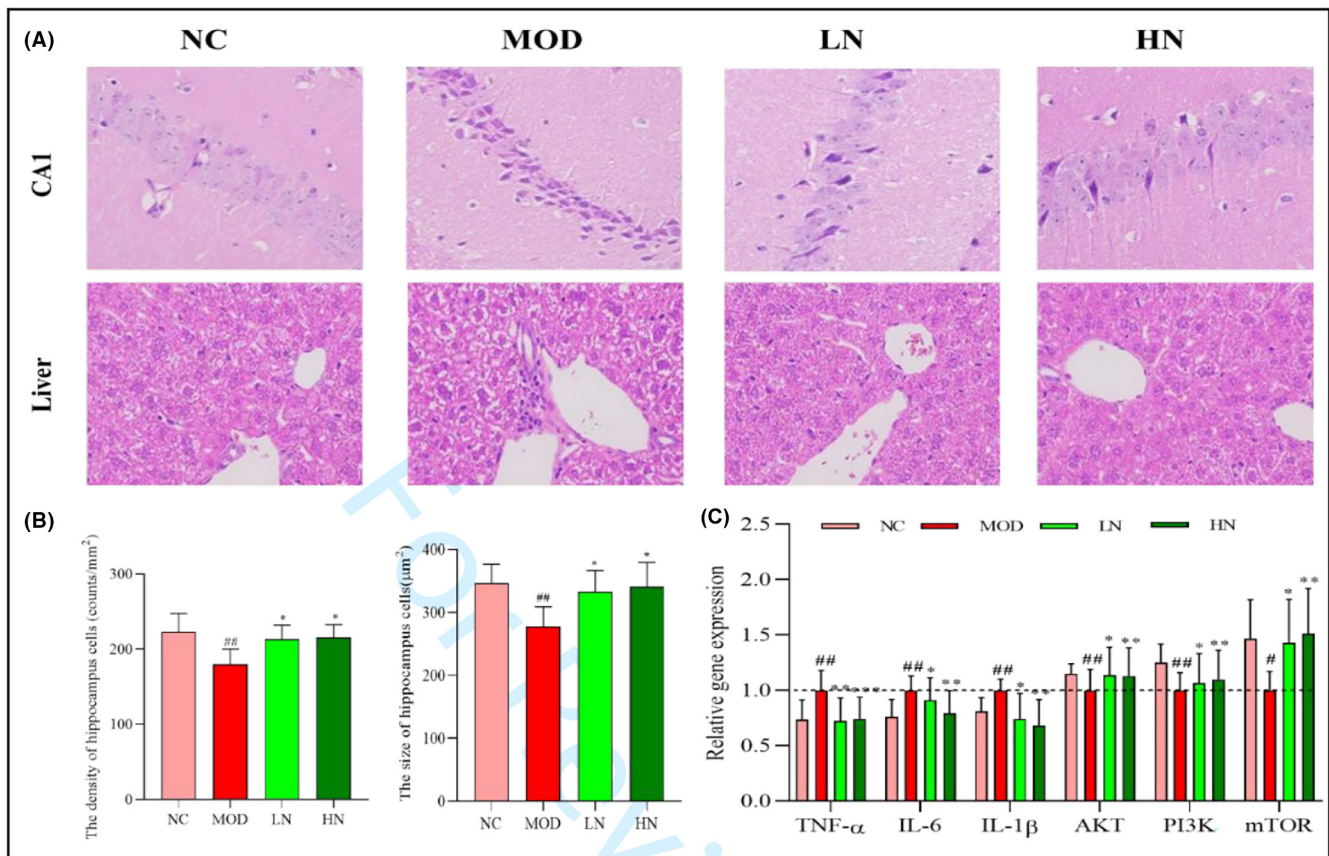 (A)
NC MOD LN HN
CA1
Liver
(B)
The density of hippocampus cells (counts/mm²)
300
200
100
0
##
*
*
NC MOD LN HN
The size of hippocampus cells(μm²)
400
300
200
100
0
##
*
*
NC MOD LN HN
(C)
NC MOD LN HN
Relative gene expression
2.5
2.0
1.5
1.0
0.5
0.0
## ** ***
## * **
## * **
## * **
## * **
# * **
TNF-α IL-6 IL-1β AKT PI3K mTOR